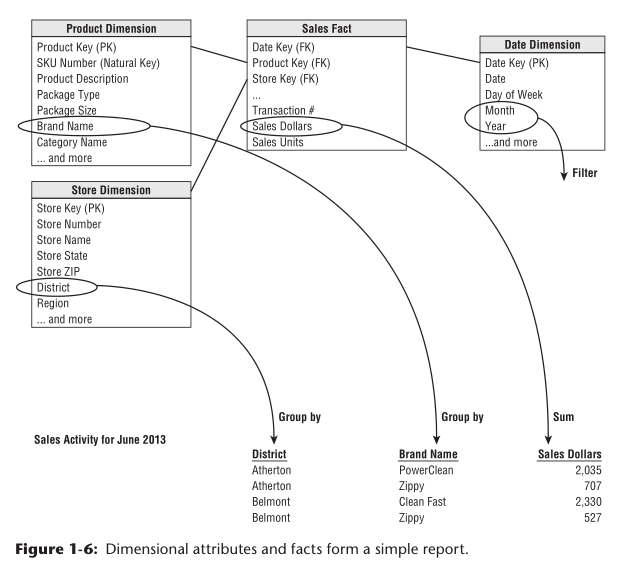 Product Dimension
Product Key (PK)
SKU Number (Natural Key)
Product Description
Package Type
Package Size
Brand Name
Category Name
... and more
Sales Fact
Date Key (FK)
Product Key (FK)
Store Key (FK)
...
Transaction #
Sales Dollars
Sales Units
Date Dimension
Date Key (PK)
Date
Day of Week
Month
Year
...and more
Filter
Store Dimension
Store Key (PK)
Store Number
Store Name
Store State
Store ZIP
District
Region
... and more
Group by
Group by
Sum
Sales Activity for June 2013
District Brand Name Sales Dollars
Atherton PowerClean 2,035
Atherton Zippy 707
Belmont Clean Fast 2,330
Belmont Zippy 527
Figure 1-6: Dimensional attributes and facts form a simple report.